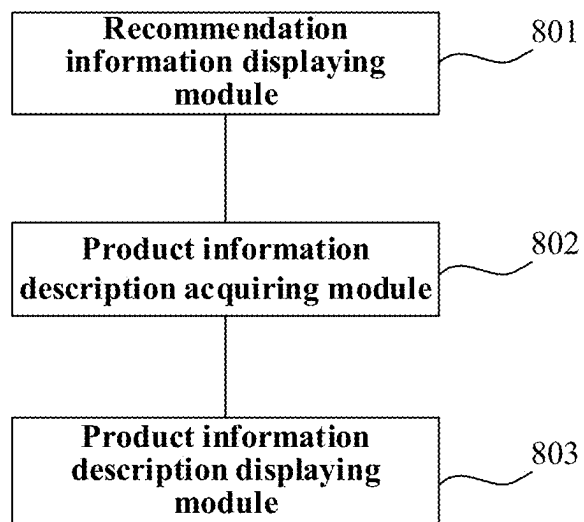 Recommendation
information displaying
module
801
Product information
description acquiring module
802
Product information
description displaying
module
803